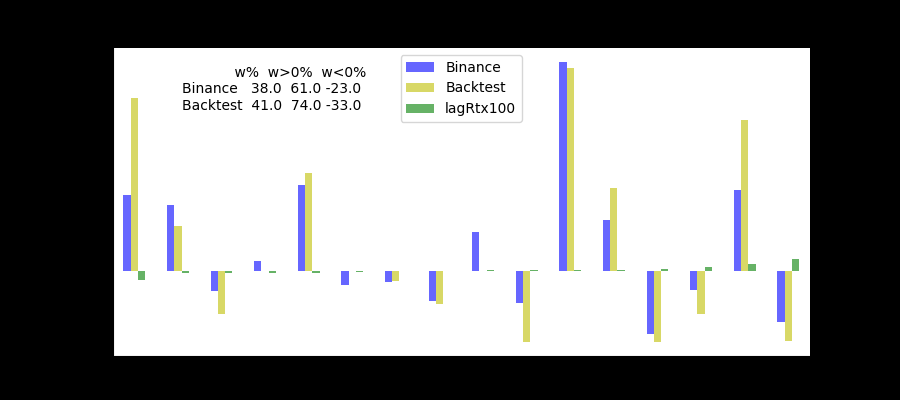 w%  w>0%  w<0%
Binance   38.0  61.0 -23.0
Backtest  41.0  74.0 -33.0
Binance
Backtest
lagRtx100